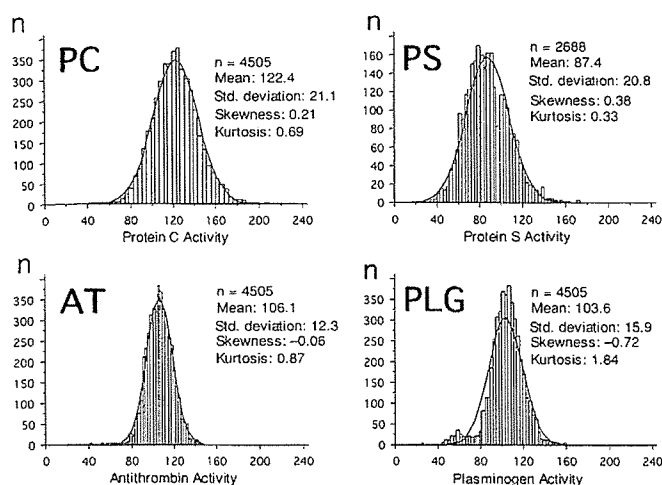 n
PC
n = 4505
Mean: 122.4
Std. deviation: 21.1
Skewness: 0.21
Kurtosis: 0.69
350
300
250
200
150
100
50
0
0 40 80 120 160 200 240
Protein C Activity
n
PS
n = 2688
Mean: 87.4
Std. deviation: 20.8
Skewness: 0.38
Kurtosis: 0.33
160
140
120
100
80
60
40
20
0
0 40 80 120 160 200 240
Protein S Activity
n
AT
n = 4505
Mean: 106.1
Std. deviation: 12.3
Skewness: –0.06
Kurtosis: 0.87
350
300
250
200
150
100
50
0
0 40 80 120 160 200 240
Antithrombin Activity
n
PLG
n = 4505
Mean: 103.6
Std. deviation: 15.9
Skewness: –0.72
Kurtosis: 1.84
350
300
250
200
150
100
50
0
0 40 80 120 160 200 240
Plasminogen Activity